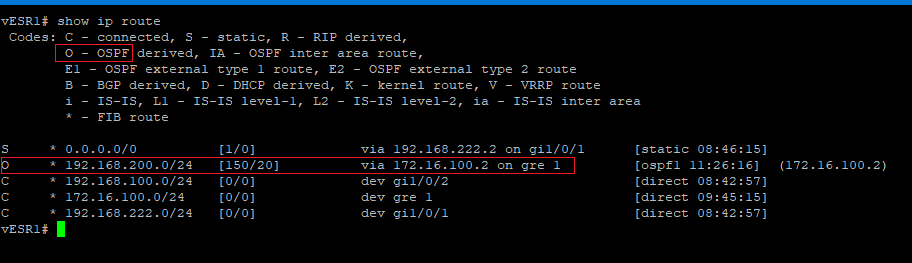 vESR1# show ip route
Codes: C - connected, S - static, R - RIP derived,
O - OSPF derived, IA - OSPF inter area route,
E1 - OSPF external type 1 route, E2 - OSPF external type 2 route
B - BGP derived, D - DHCP derived, K - kernel route, V - VRRP route
i - IS-IS, L1 - IS-IS level-1, L2 - IS-IS level-2, ia - IS-IS inter area
* - FIB route
S * 0.0.0.0/0 [1/0] via 192.168.222.2 on gi1/0/1 [static 08:46:15]
O * 192.168.200.0/24 [150/20] via 172.16.100.2 on gre 1 [ospf1 11:26:16] (172.16.100.2)
C * 192.168.100.0/24 [0/0] dev gi1/0/2 [direct 08:42:57]
C * 172.16.100.0/24 [0/0] dev gre 1 [direct 09:45:15]
C * 192.168.222.0/24 [0/0] dev gi1/0/1 [direct 08:42:57]
vESR1#